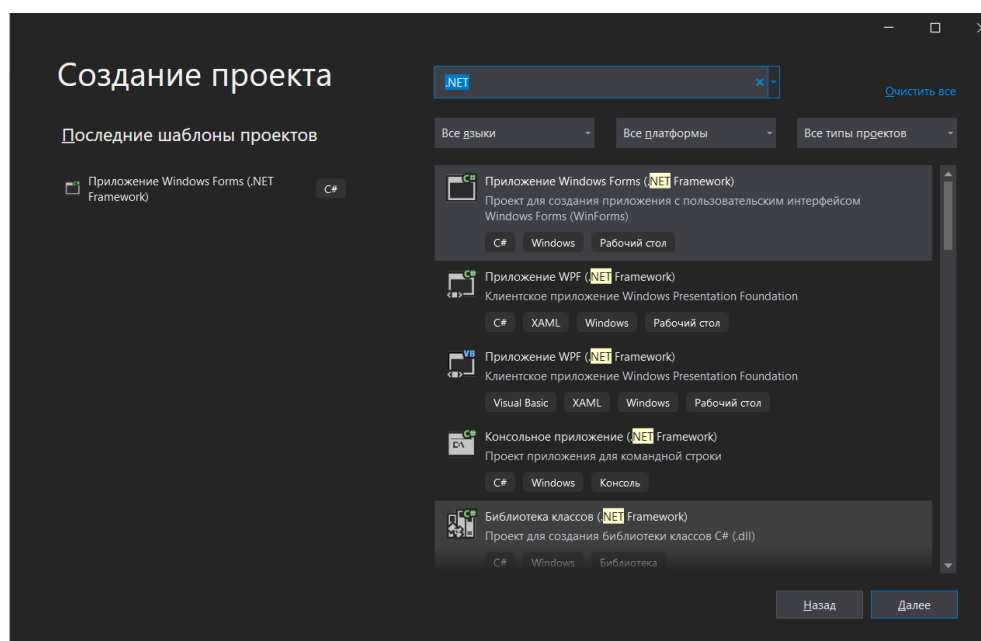 Создание проекта
Последние шаблоны проектов
Приложение Windows Forms (.NET
Framework)
C#
.NET
Очистить все
Все языки
Все платформы
Все типы проектов
C#
Приложение Windows Forms (.NET Framework)
Проект для создания приложения с пользовательским интерфейсом
Windows Forms (WinForms)
C# Windows Рабочий стол
C#
Приложение WPF (.NET Framework)
Клиентское приложение Windows Presentation Foundation
C# XAML Windows Рабочий стол
VB
Приложение WPF (.NET Framework)
Клиентское приложение Windows Presentation Foundation
Visual Basic XAML Windows Рабочий стол
C#
Консольное приложение (.NET Framework)
Проект приложения для командной строки
C# Windows Консоль
C#
Библиотека классов (.NET Framework)
Проект для создания библиотеки классов C# (.dll)
C# Windows Библиотека
Назад
Далее